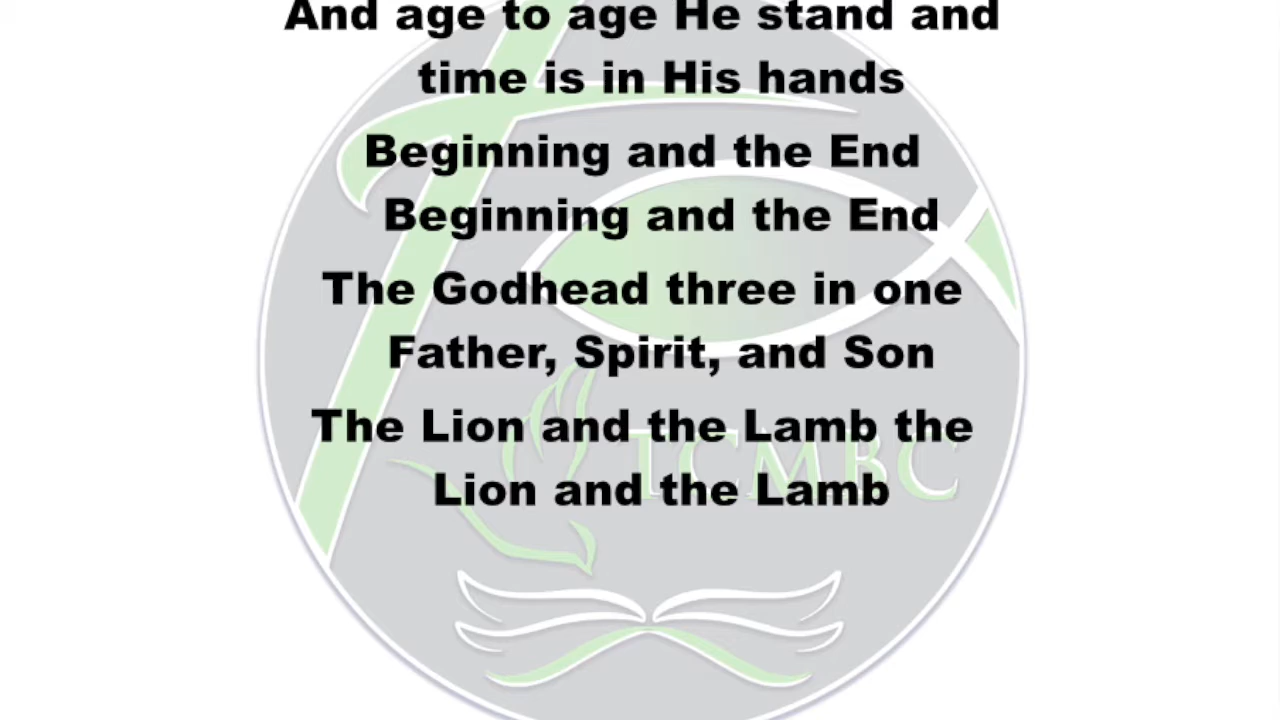 And age to age He stand and
time is in His hands
Beginning and the End
Beginning and the End
The Godhead three in one
Father, Spirit, and Son
The Lion and the Lamb the
Lion and the Lamb
TCMBC